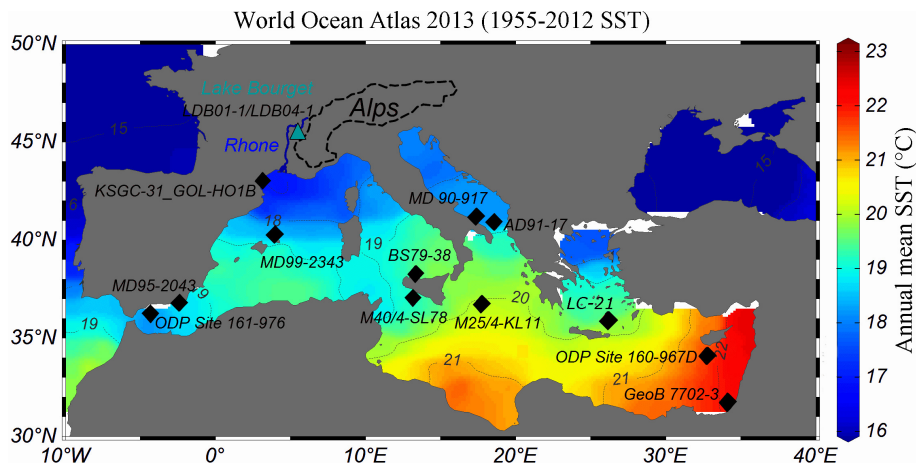 World Ocean Atlas 2013 (1955-2012 SST)
50°N
45°N
40°N
35°N
30°N
10°W
0°
10°E
20°E
30°E
40°E
Lake Bourget
LDB01-1/LDB04-1
Alps
Rhone
KSGC-31_GOL-HO1B
MD 90-917
AD91-17
MD99-2343
BS79-38
MD95-2043
ODP Site 161-976
M40/4-SL78
M25/4-KL11
LC-21
ODP Site 160-967D
GeoB 7702-3
15
15
6
18
19
9
19
20
21
21
22
23
22
21
20
19
18
17
16
Annual mean SST (°C)